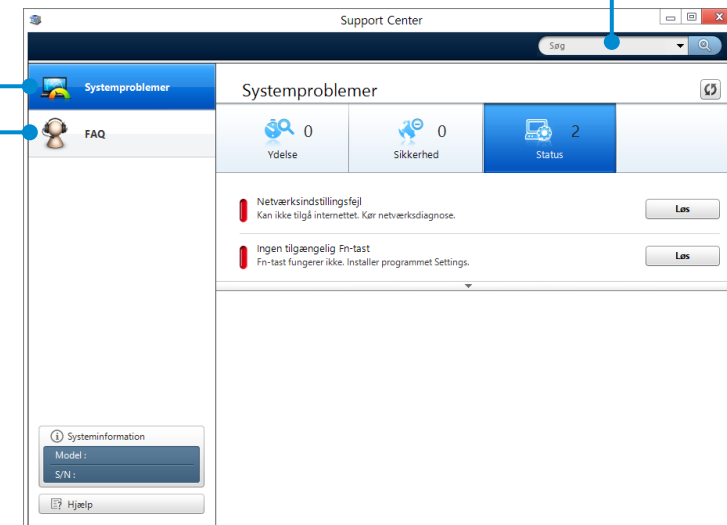 Support Center
Søg
Systemproblemer
FAQ
Systemproblemer
0
Ydelse
0
Sikkerhed
2
Status
Netværksindstillingsfejl
Kan ikke tilgå internettet. Kør netværksdiagnose.
Løs
Ingen tilgængelig Fn-tast
Fn-tast fungerer ikke. Installer programmet Settings.
Løs
Systeminformation
Model :
S/N :
Hjælp